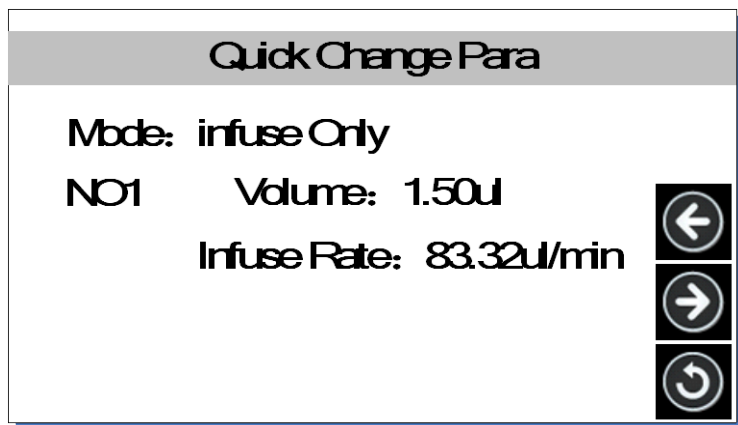 Quick Change Para
Mode：infuse Only
NO1 Volume：1.50ul
Infuse Rate：83.32ul/min